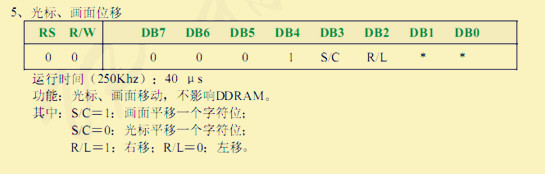 5、光标、画面位移
RS R/W DB7 DB6 DB5 DB4 DB3 DB2 DB1 DB0
0 0 0 0 0 1 S/C R/L * *
运行时间（250Khz）：40 μs
功能：光标、画面移动，不影响DDRAM。
其中：S/C=1：画面平移一个字符位；
S/C=0：光标平移一个字符位；
R/L=1：右移；R/L=0：左移。